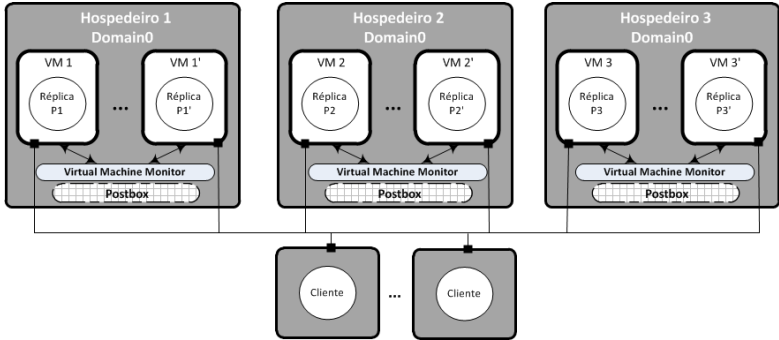 Hospedeiro 1
Domain0
VM 1
VM 1'
Réplica
P1
...
Réplica
P1'
Virtual Machine Monitor
Postbox
Hospedeiro 2
Domain0
VM 2
VM 2'
Réplica
P2
...
Réplica
P2'
Virtual Machine Monitor
Postbox
Hospedeiro 3
Domain0
VM 3
VM 3'
Réplica
P3
...
Réplica
P3'
Virtual Machine Monitor
Postbox
Cliente
...
Cliente